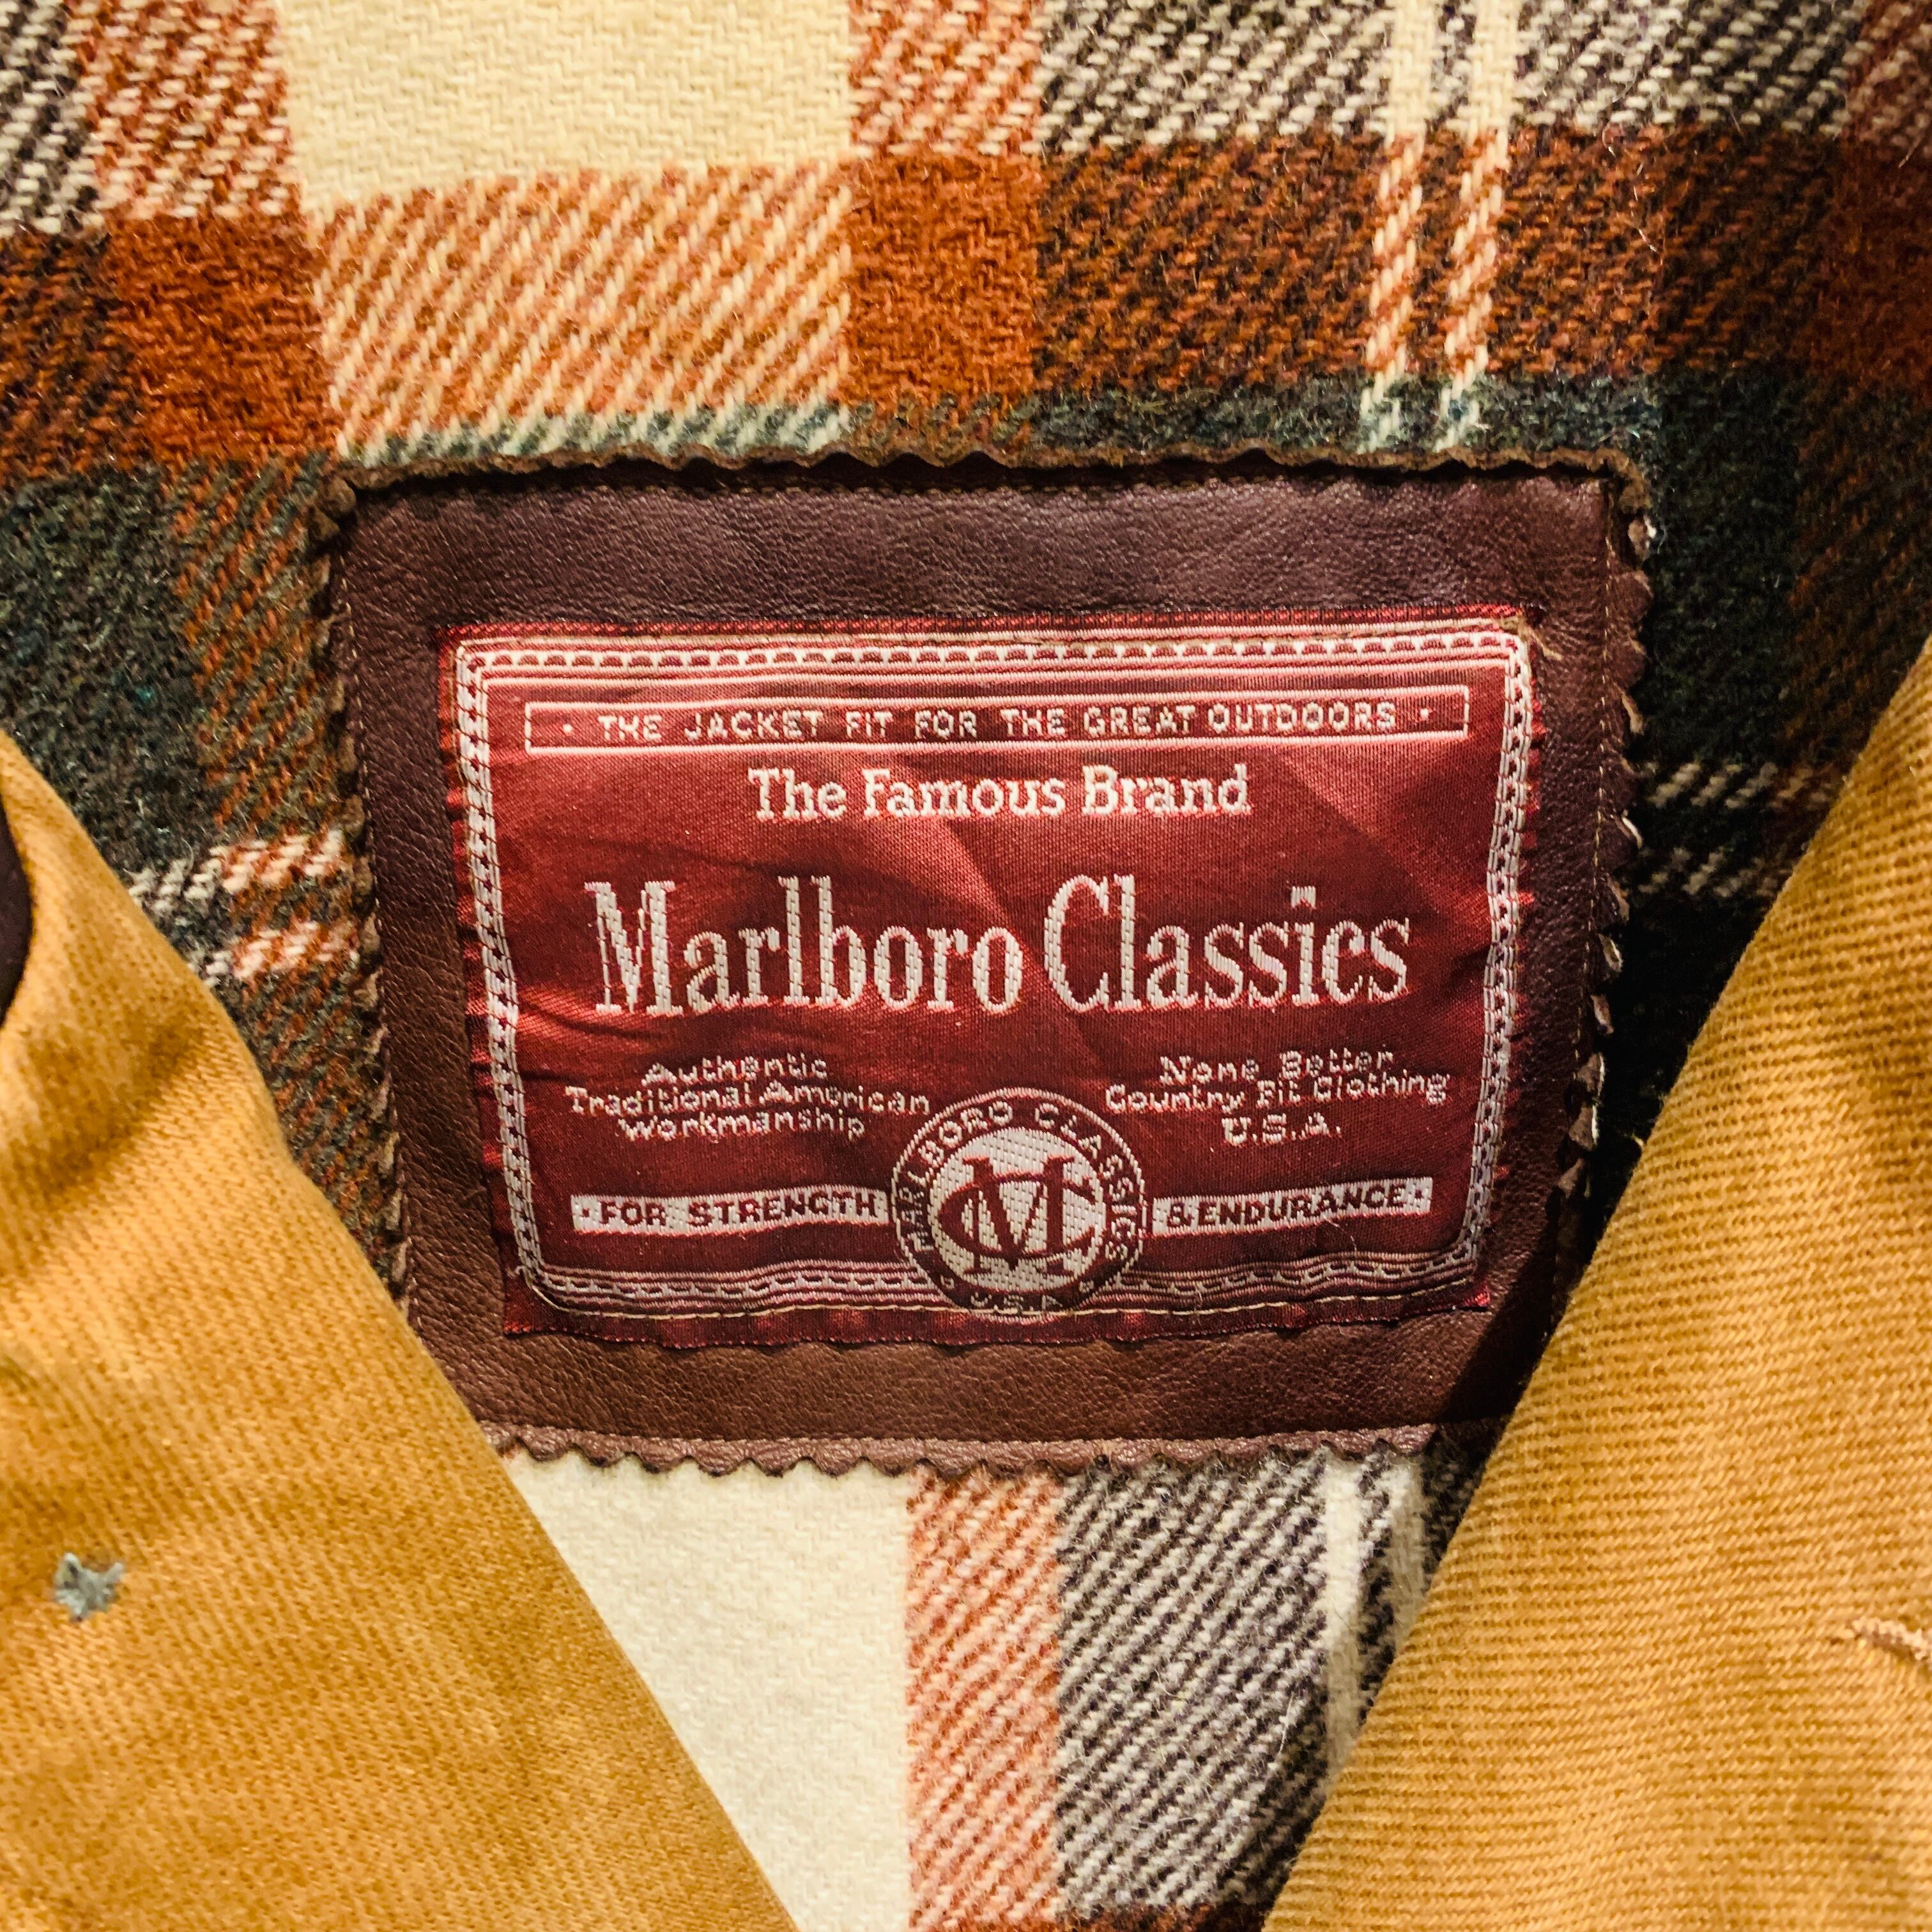 · THE JACKET FIT FOR THE GREAT OUTDOORS ·
The Famous Brand
Marlboro Classics
Authentic
Traditional American
Workmanship
None Better
Country Fit Clothing
U.S.A.
· FOR STRENGTH
& ENDURANCE ·
MARLBORO CLASSICS
MC
U.S.A